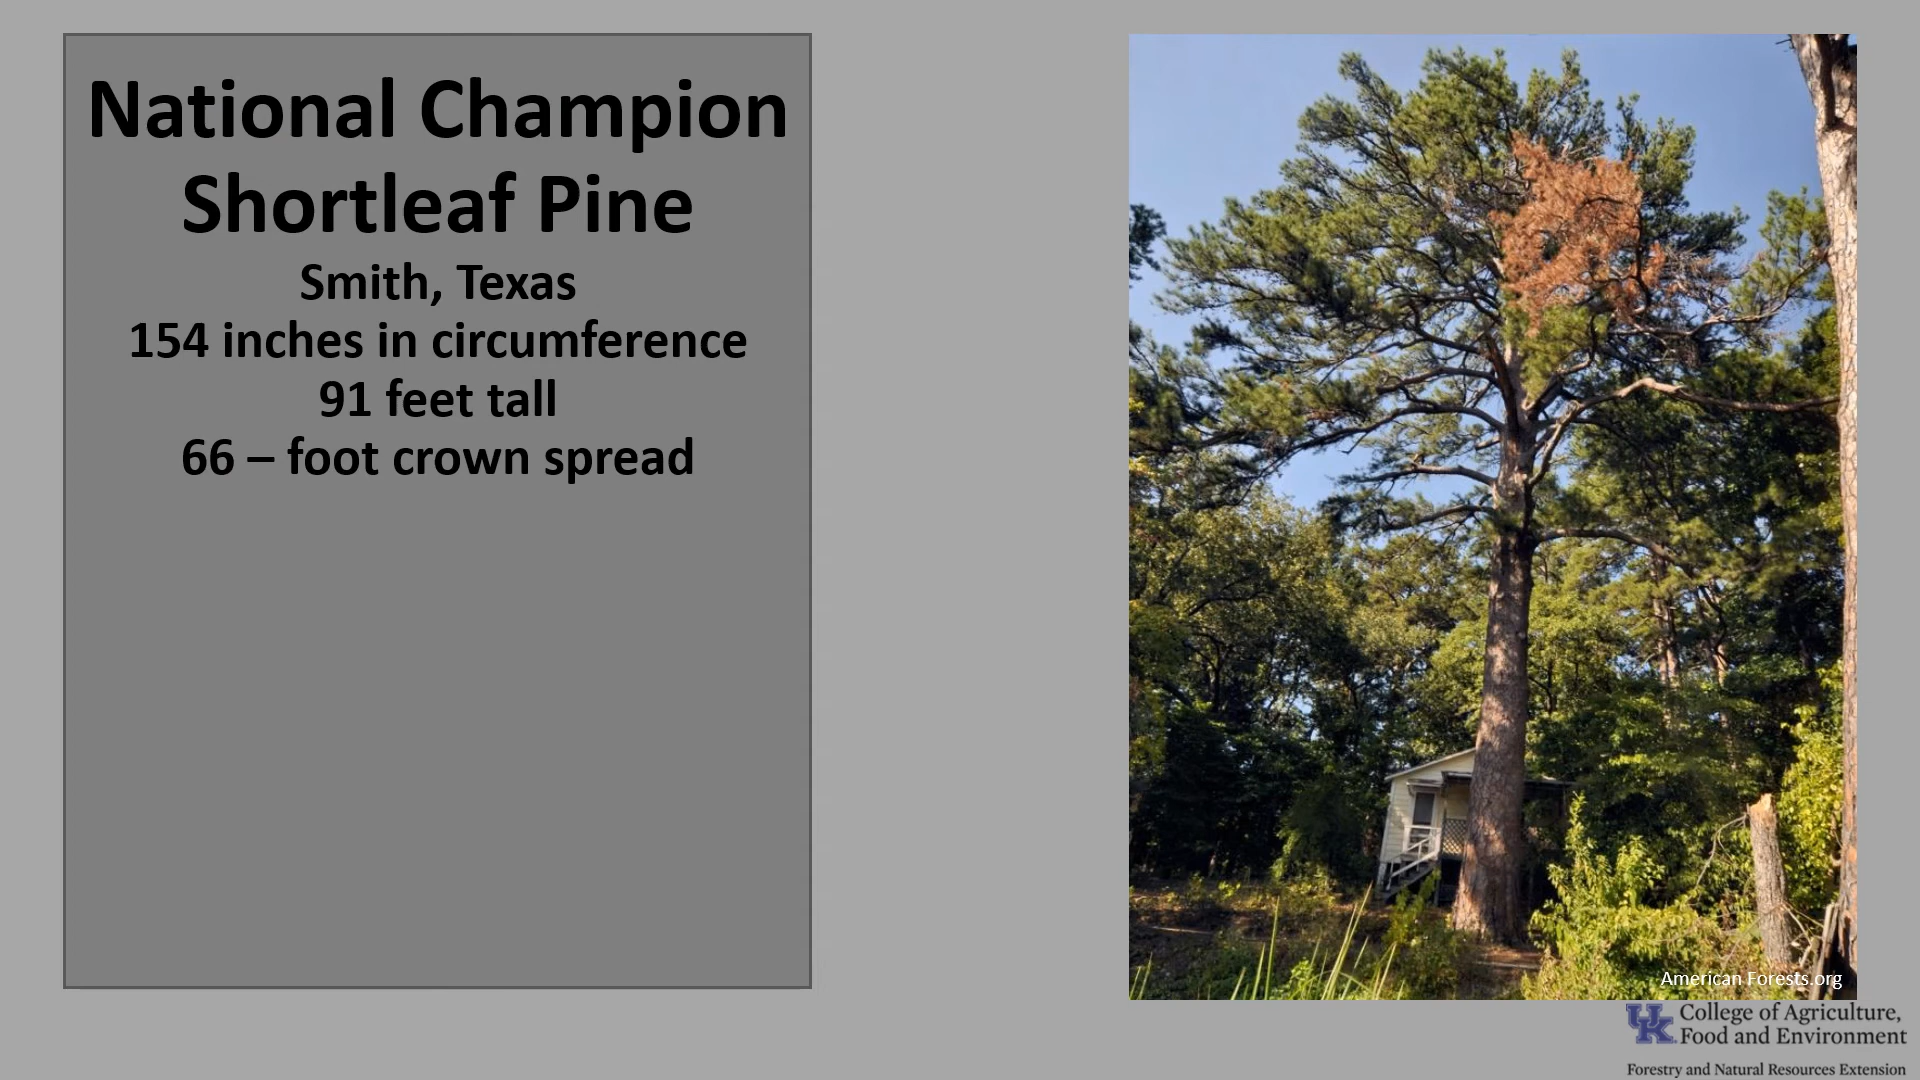 National Champion
Shortleaf Pine
Smith, Texas
154 inches in circumference
91 feet tall
66 – foot crown spread
American Forests.org
UK College of Agriculture,
Food and Environment
Forestry and Natural Resources Extension